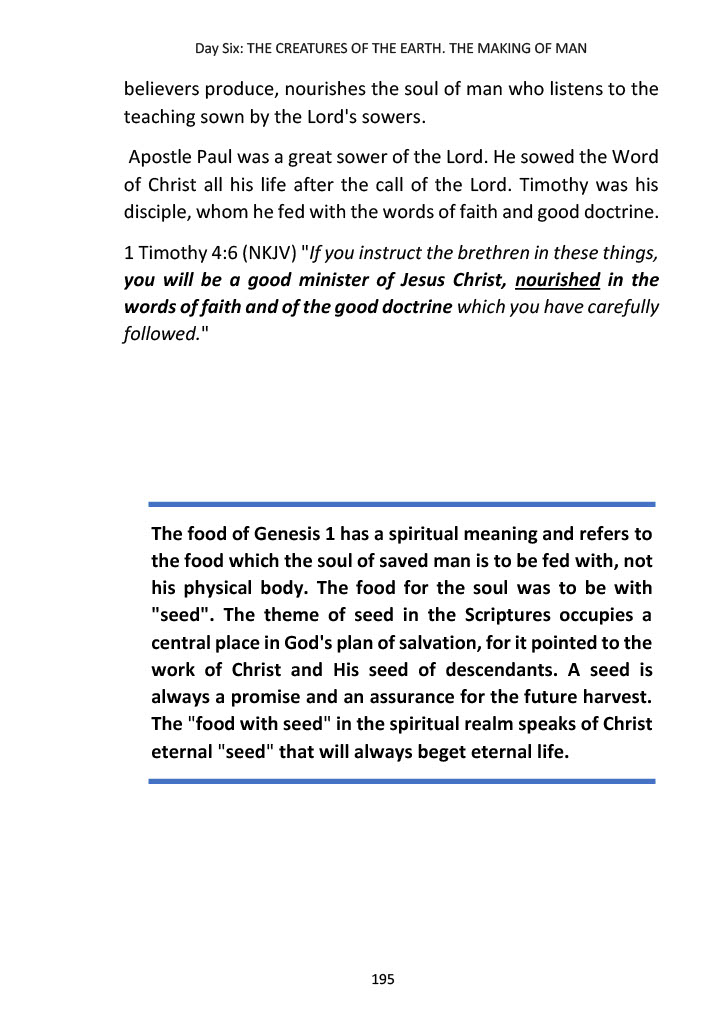 Day Six: THE CREATURES OF THE EARTH. THE MAKING OF MAN
believers produce, nourishes the soul of man who listens to the
teaching sown by the Lord's sowers.
Apostle Paul was a great sower of the Lord. He sowed the Word
of Christ all his life after the call of the Lord. Timothy was his
disciple, whom he fed with the words of faith and good doctrine.
1 Timothy 4:6 (NKJV) "If you instruct the brethren in these things,
you will be a good minister of Jesus Christ, nourished in the
words of faith and of the good doctrine which you have carefully
followed."
The food of Genesis 1 has a spiritual meaning and refers to
the food which the soul of saved man is to be fed with, not
his physical body. The food for the soul was to be with
"seed". The theme of seed in the Scriptures occupies a
central place in God's plan of salvation, for it pointed to the
work of Christ and His seed of descendants. A seed is
always a promise and an assurance for the future harvest.
The "food with seed" in the spiritual realm speaks of Christ
eternal "seed" that will always beget eternal life.
195